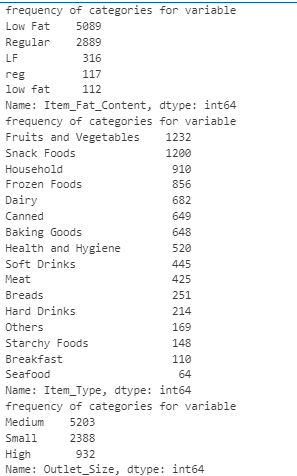 frequency of categories for variable
Low Fat    5089
Regular    2889
LF          316
reg         117
low fat     112
Name: Item_Fat_Content, dtype: int64
frequency of categories for variable
Fruits and Vegetables    1232
Snack Foods              1200
Household                 910
Frozen Foods              856
Dairy                     682
Canned                    649
Baking Goods              648
Health and Hygiene        520
Soft Drinks               445
Meat                      425
Breads                    251
Hard Drinks               214
Others                    169
Starchy Foods             148
Breakfast                 110
Seafood                    64
Name: Item_Type, dtype: int64
frequency of categories for variable
Medium    5203
Small     2388
High       932
Name: Outlet_Size, dtype: int64